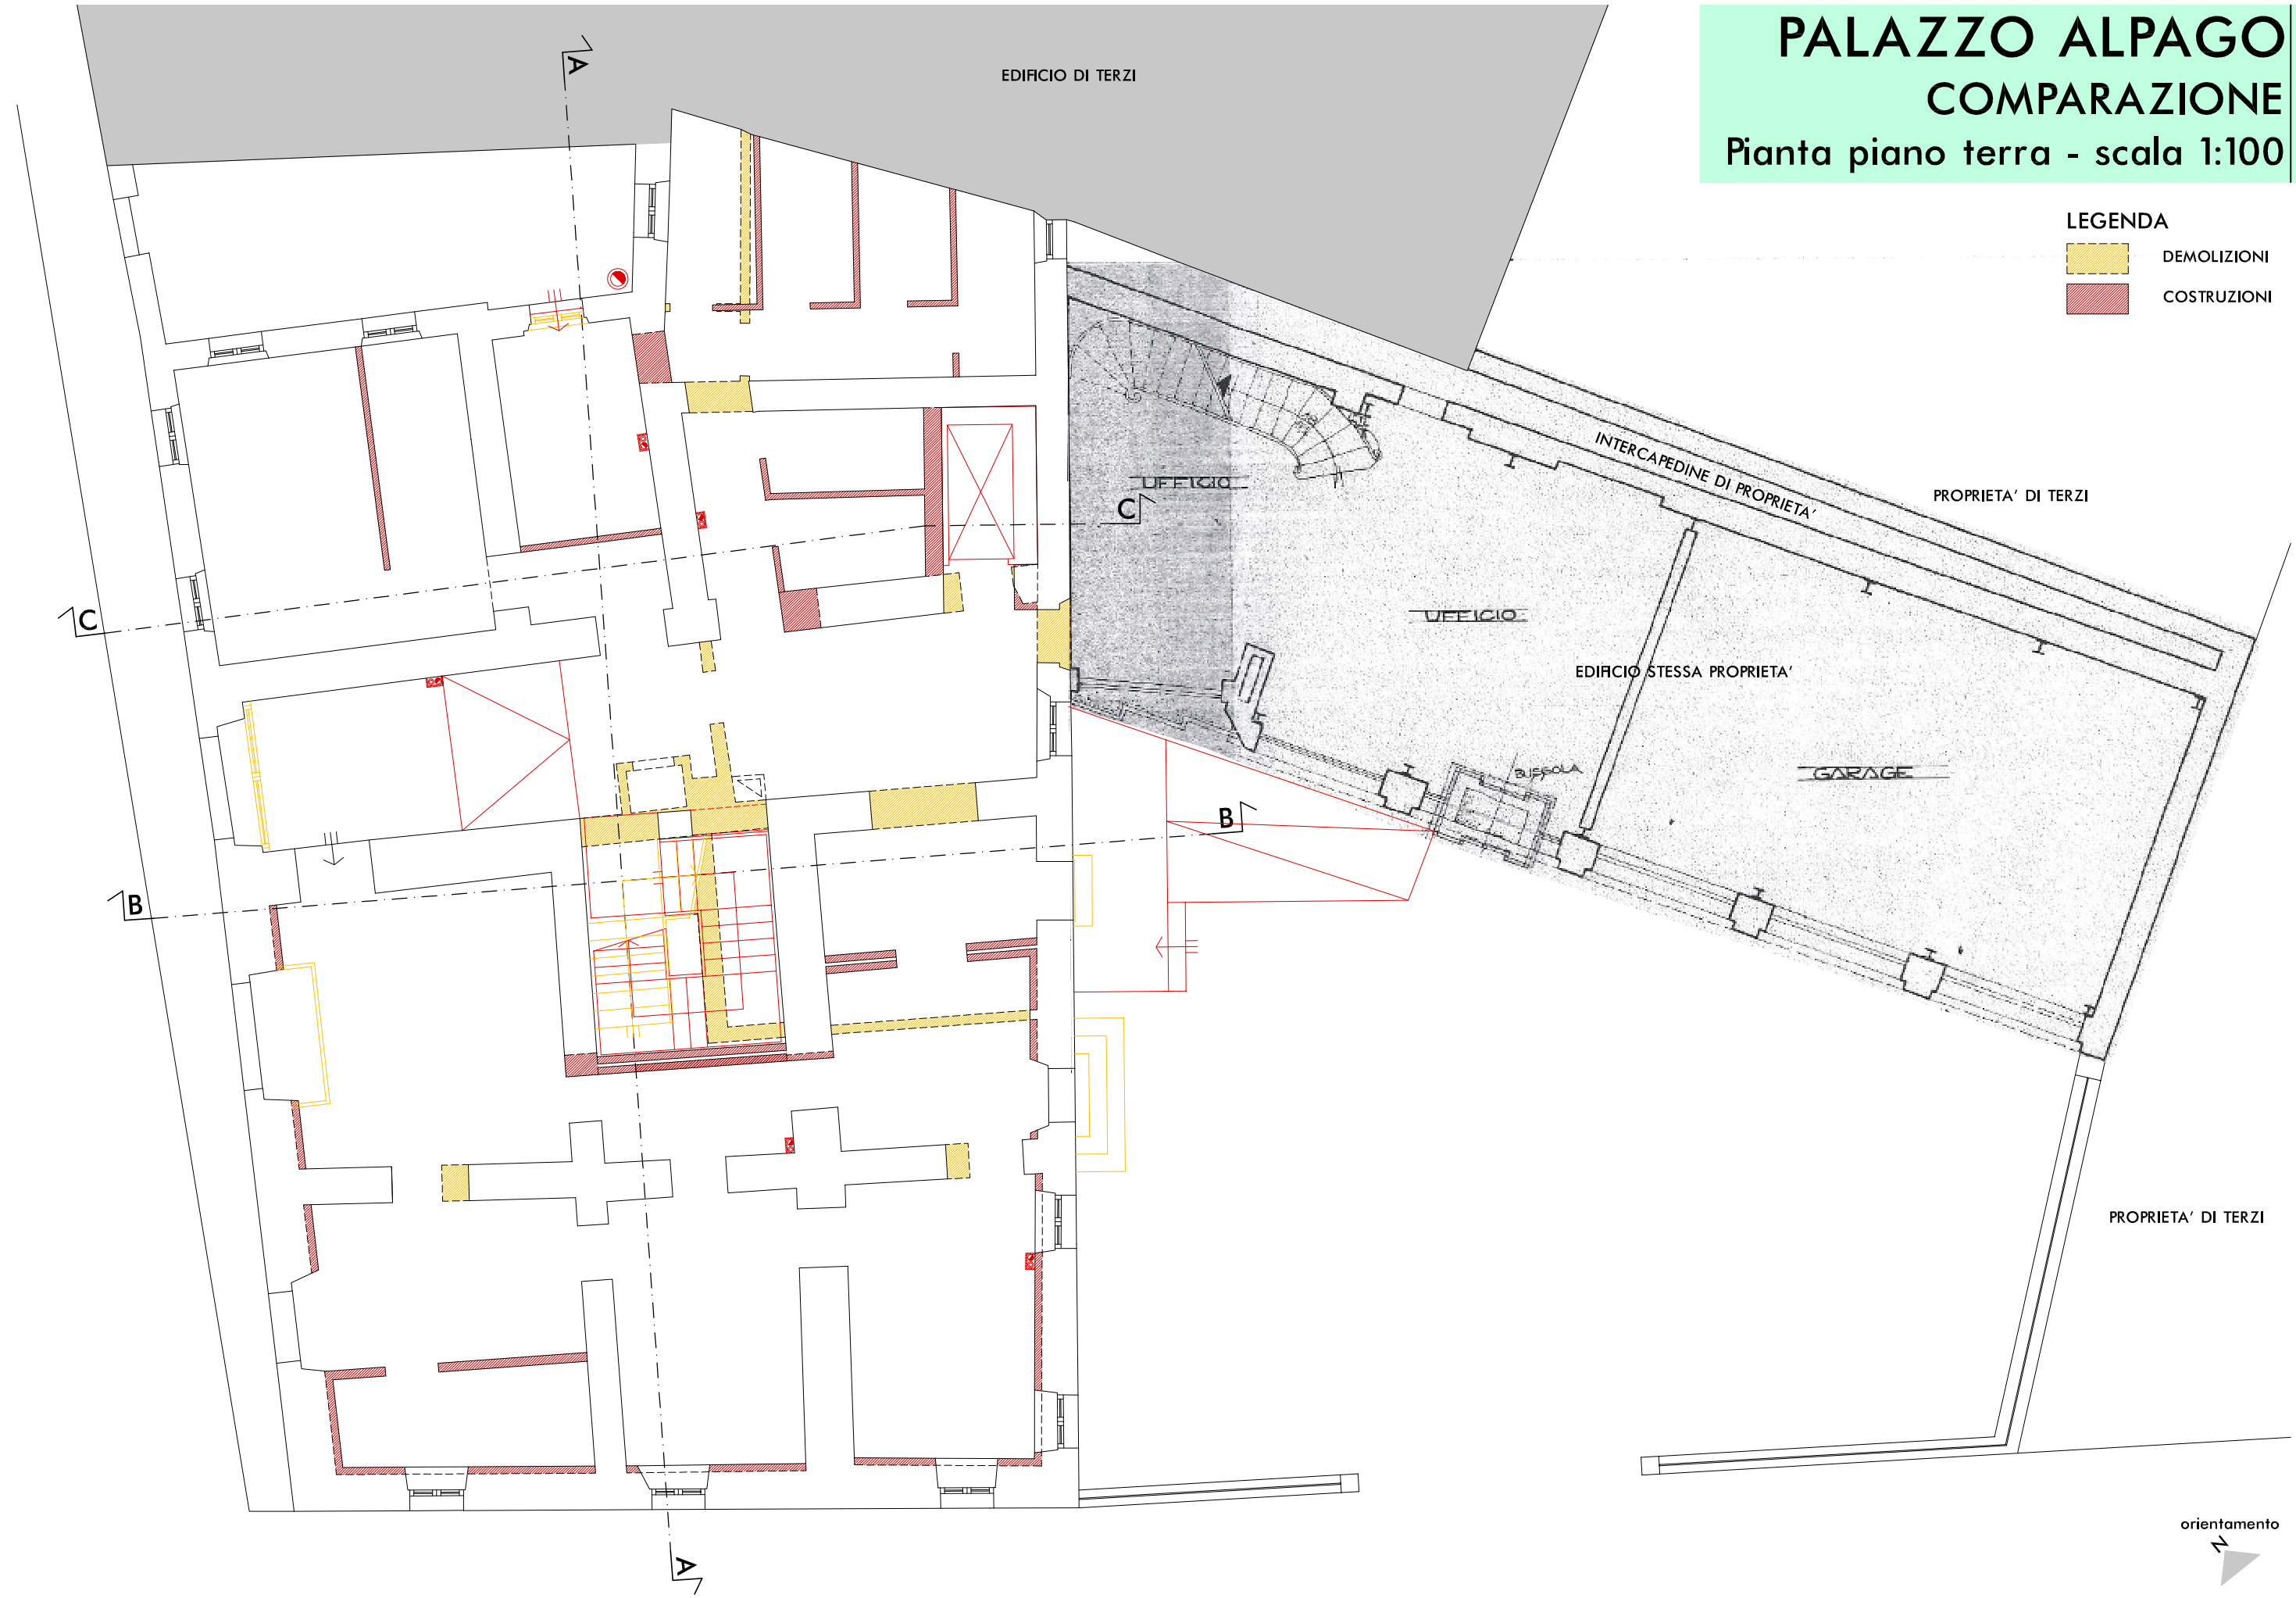 PALAZZO ALPAGO
COMPARAZIONE
Pianta piano terra - scala 1:100
LEGENDA
DEMOLIZIONI
COSTRUZIONI
A
EDIFICIO DI TERZI
INTERCAPEDINE DI PROPRIETA'
PROPRIETA' DI TERZI
UFFICIO
C
C
UFFICIO
EDIFICIO STESSA PROPRIETA'
BUSSOLA
GARAGE
B
B
PROPRIETA' DI TERZI
A
orientamento
N